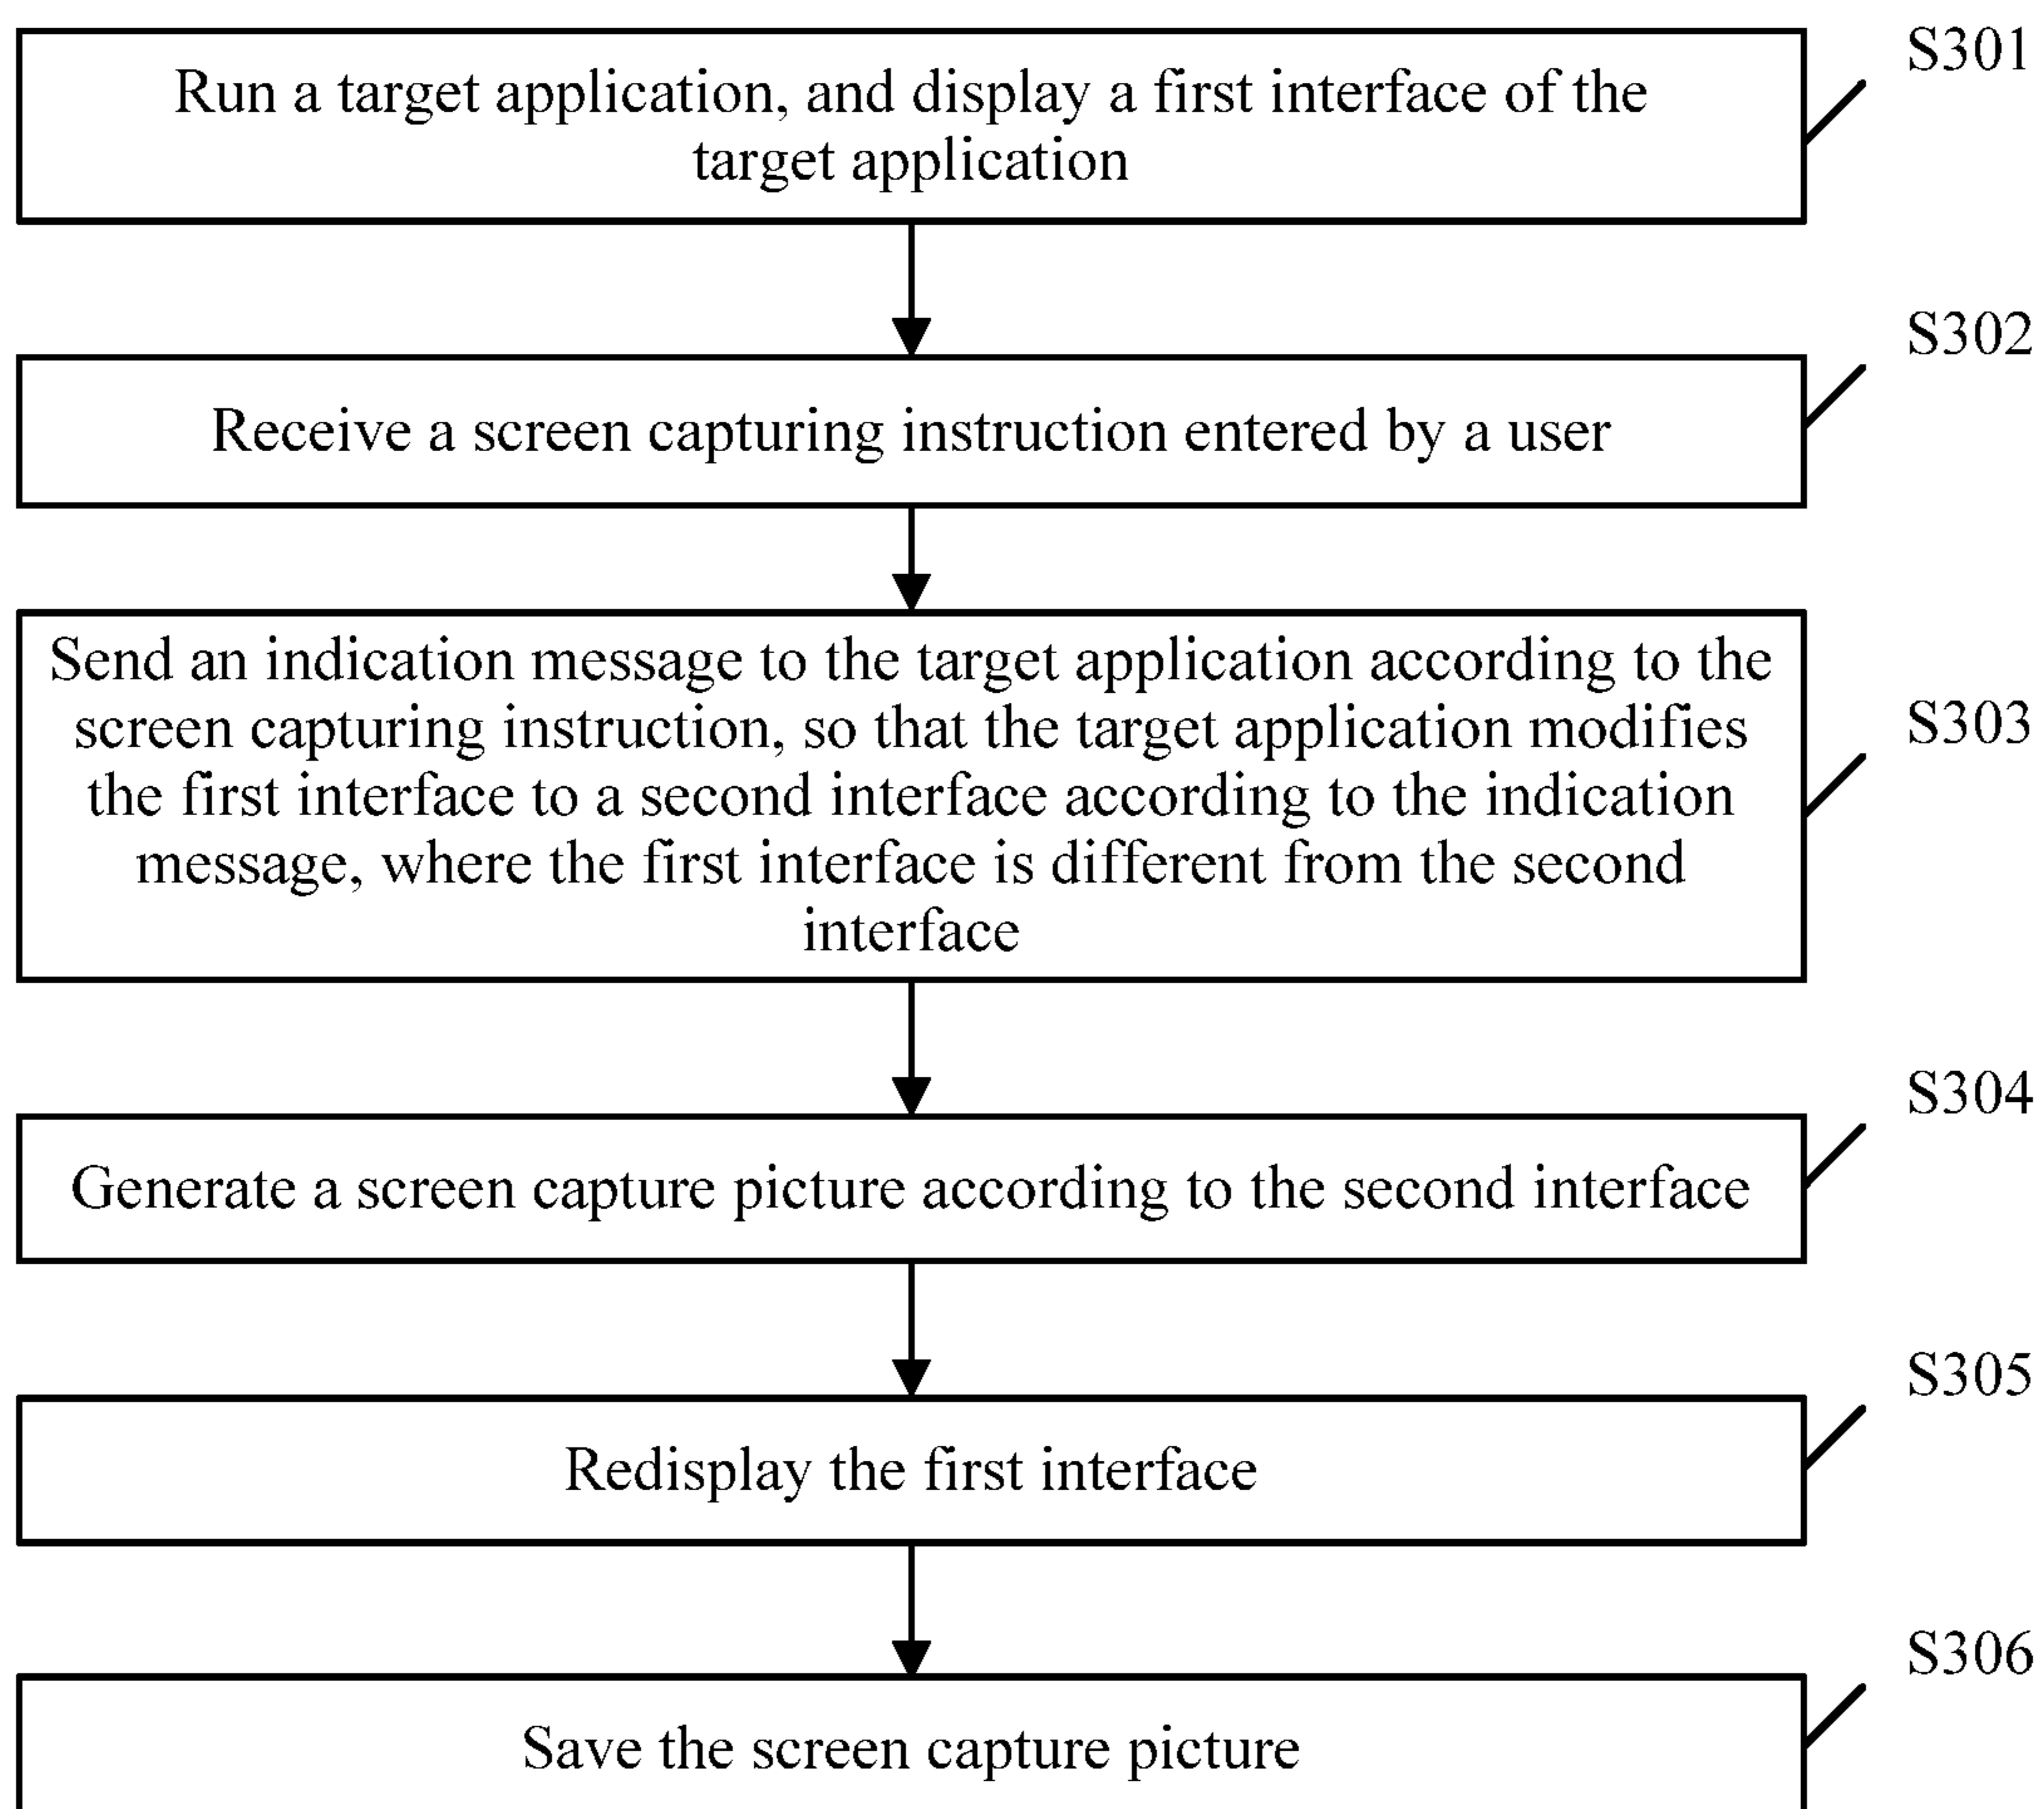 S301
Run a target application, and display a first interface of the
target application
S302
Receive a screen capturing instruction entered by a user
Send an indication message to the target application according to the
screen capturing instruction, so that the target application modifies
S303
the first interface to a second interface according to the indication
message, where the first interface is different from the second
interface
S304
Generate a screen capture picture according to the second interface
S305
Redisplay the first interface
S306
Save the screen capture picture